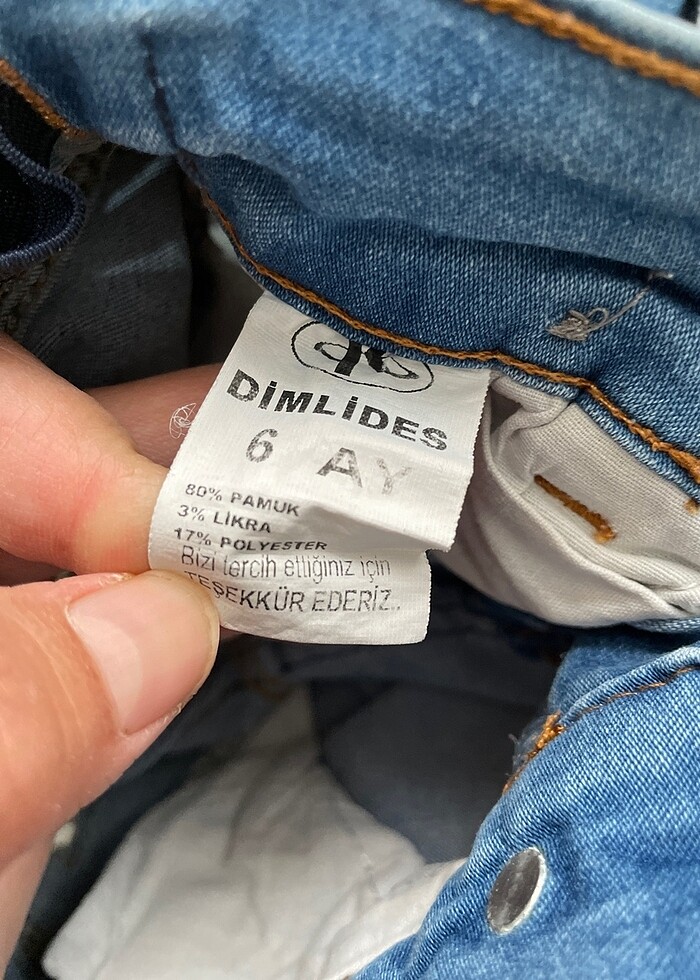 DİMLİDES
6 AY
80% PAMUK
3% LİKRA
17% POLYESTER
Bizi tercih ettiğiniz için
TEŞEKKÜR EDERİZ..